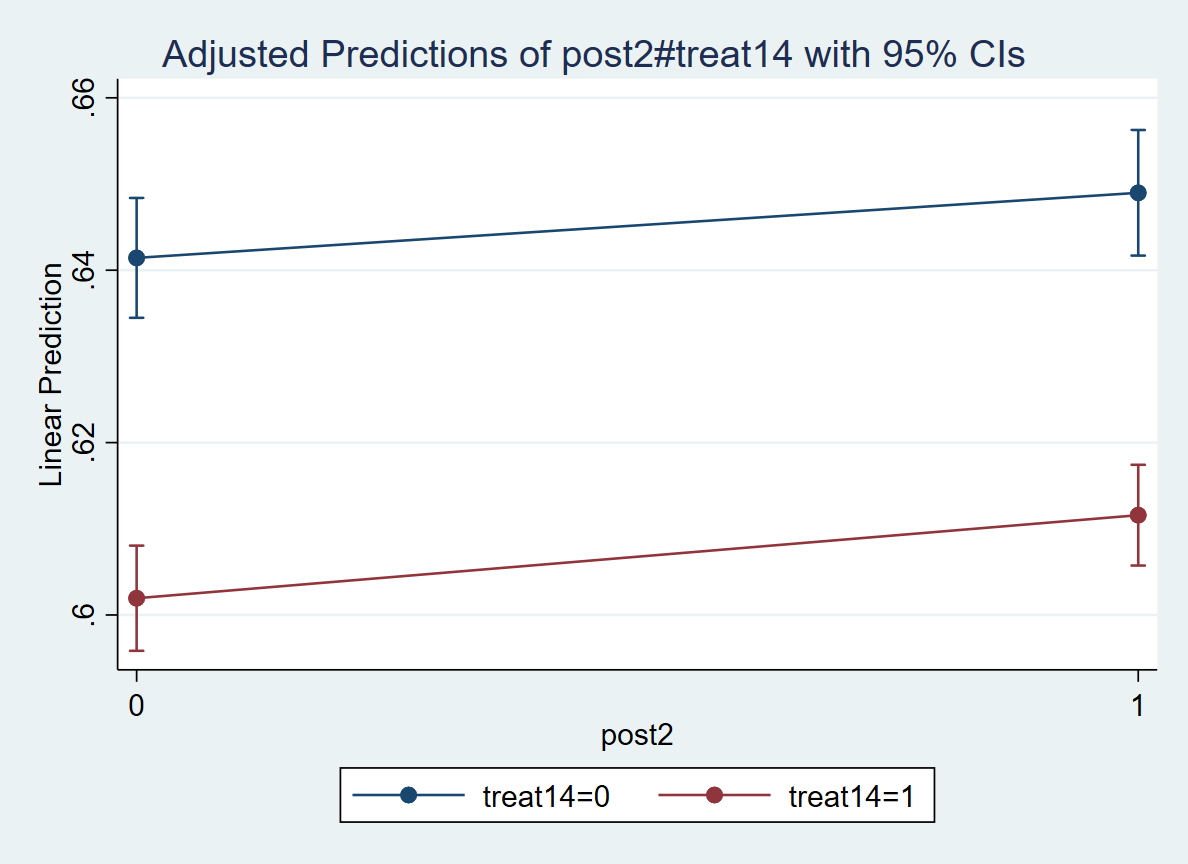 Adjusted Predictions of post2#treat14 with 95% CIs
Linear Prediction
.66
.64
.62
.6
0 1
post2
treat14=0 treat14=1